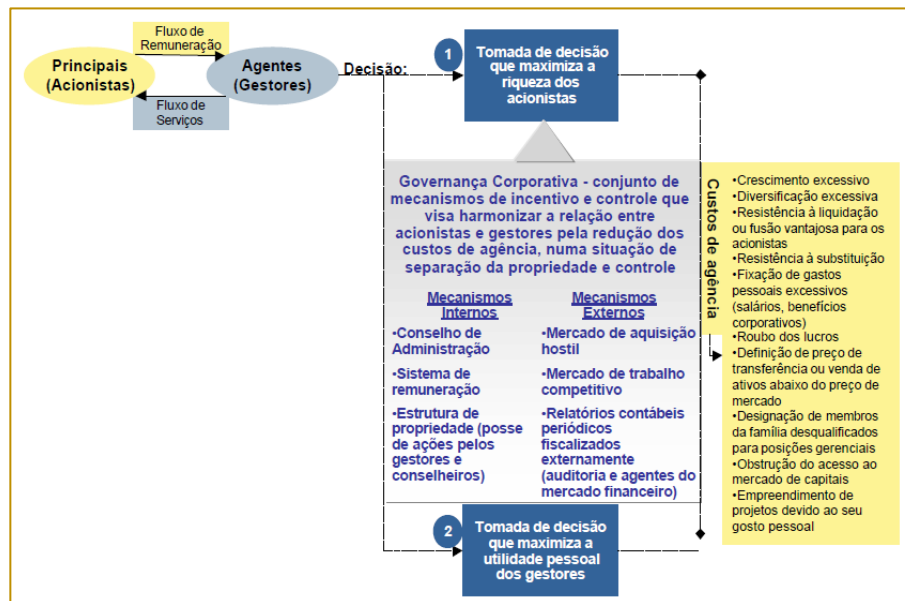 Fluxo de
Remuneração
Principais
(Acionistas)
Agentes
(Gestores)
Fluxo de
Serviços
Decisão:
1
Tomada de decisão
que maximiza a
riqueza dos
acionistas
Governança Corporativa - conjunto de
mecanismos de incentivo e controle que
visa harmonizar a relação entre
acionistas e gestores pela redução dos
custos de agência, numa situação de
separação da propriedade e controle
Mecanismos
Internos
•Conselho de
Administração
•Sistema de
remuneração
•Estrutura de
propriedade (posse
de ações pelos
gestores e
conselheiros)
Mecanismos
Externos
•Mercado de aquisição
hostil
•Mercado de trabalho
competitivo
•Relatórios contábeis
periódicos
fiscalizados
externamente
(auditoria e agentes do
mercado financeiro)
Custos de agência
•Crescimento excessivo
•Diversificação excessiva
•Resistência à liquidação
ou fusão vantajosa para os
acionistas
•Resistência à substituição
•Fixação de gastos
pessoais excessivos
(salários, benefícios
corporativos)
•Roubo dos lucros
•Definição de preço de
transferência ou venda de
ativos abaixo do preço de
mercado
•Designação de membros
da família desqualificados
para posições gerenciais
•Obstrução do acesso ao
mercado de capitais
•Empreendimento de
projetos devido ao seu
gosto pessoal
2
Tomada de decisão
que maximiza a
utilidade pessoal
dos gestores